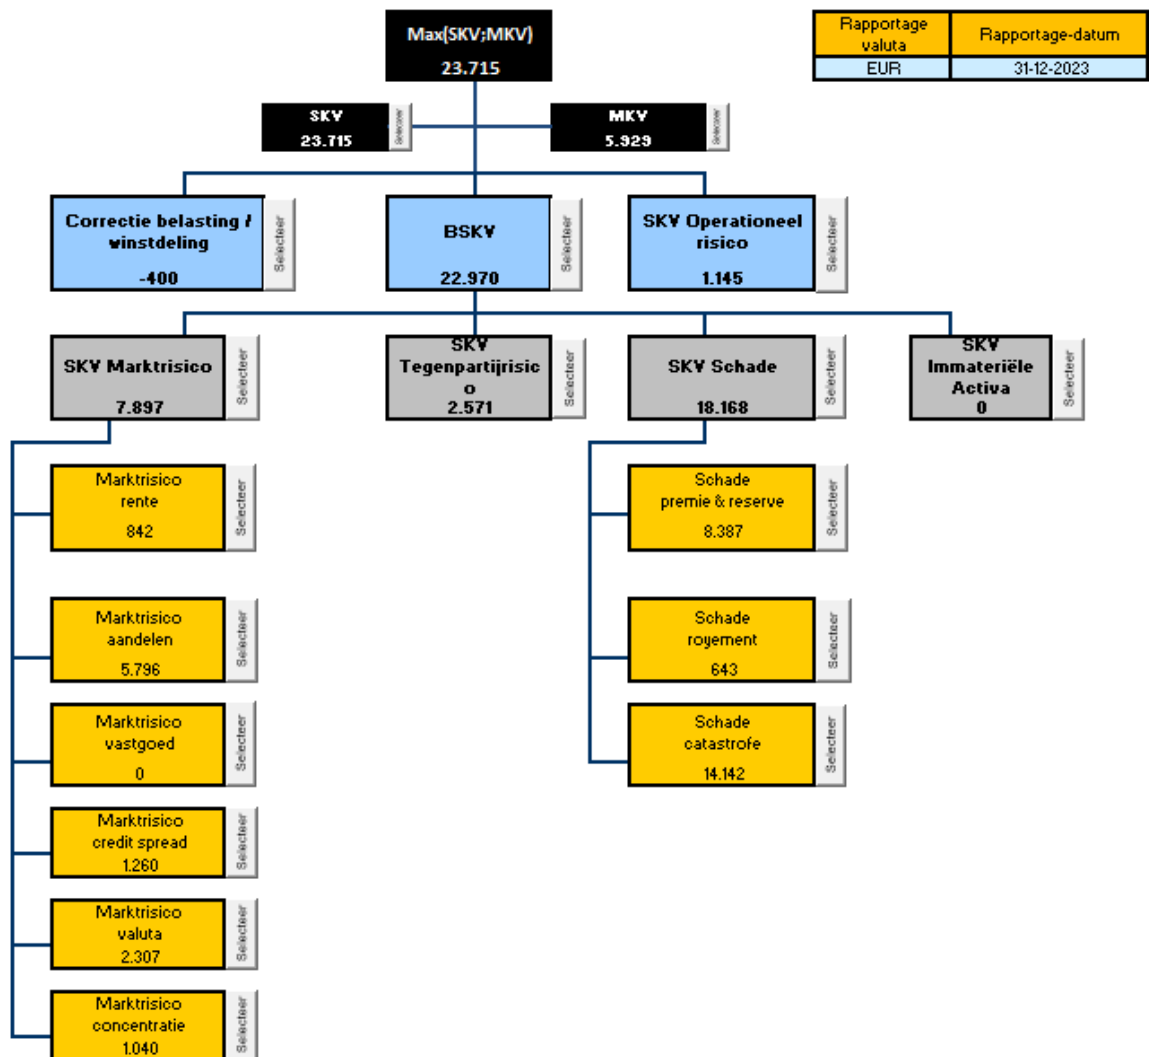 Max(SKV;MKV)
23.715
Rapportage
valuta
Rapportage-datum
EUR
31-12-2023
SKV
23.715
Selecteer
MKV
5.929
Selecteer
Correctie belasting /
winstdeling
-400
Selecteer
BSKV
22.970
SKV Operationeel
risico
1.145
Selecteer
SKV Marktrisico
7.897
Selecteer
SKV
Tegenpartijrisic
o
2.571
Selecteer
SKV Schade
18.168
Selecteer
SKV
Immateriële
Activa
0
Selecteer
Marktrisico
rente
842
Selecteer
Schade
premie & reserve
8.387
Selecteer
Marktrisico
aandelen
5.796
Selecteer
Schade
royement
643
Selecteer
Marktrisico
vastgoed
0
Selecteer
Schade
catastrofe
14.142
Selecteer
Marktrisico
credit spread
1.260
Selecteer
Marktrisico
valuta
2.307
Selecteer
Marktrisico
concentratie
1.040
Selecteer